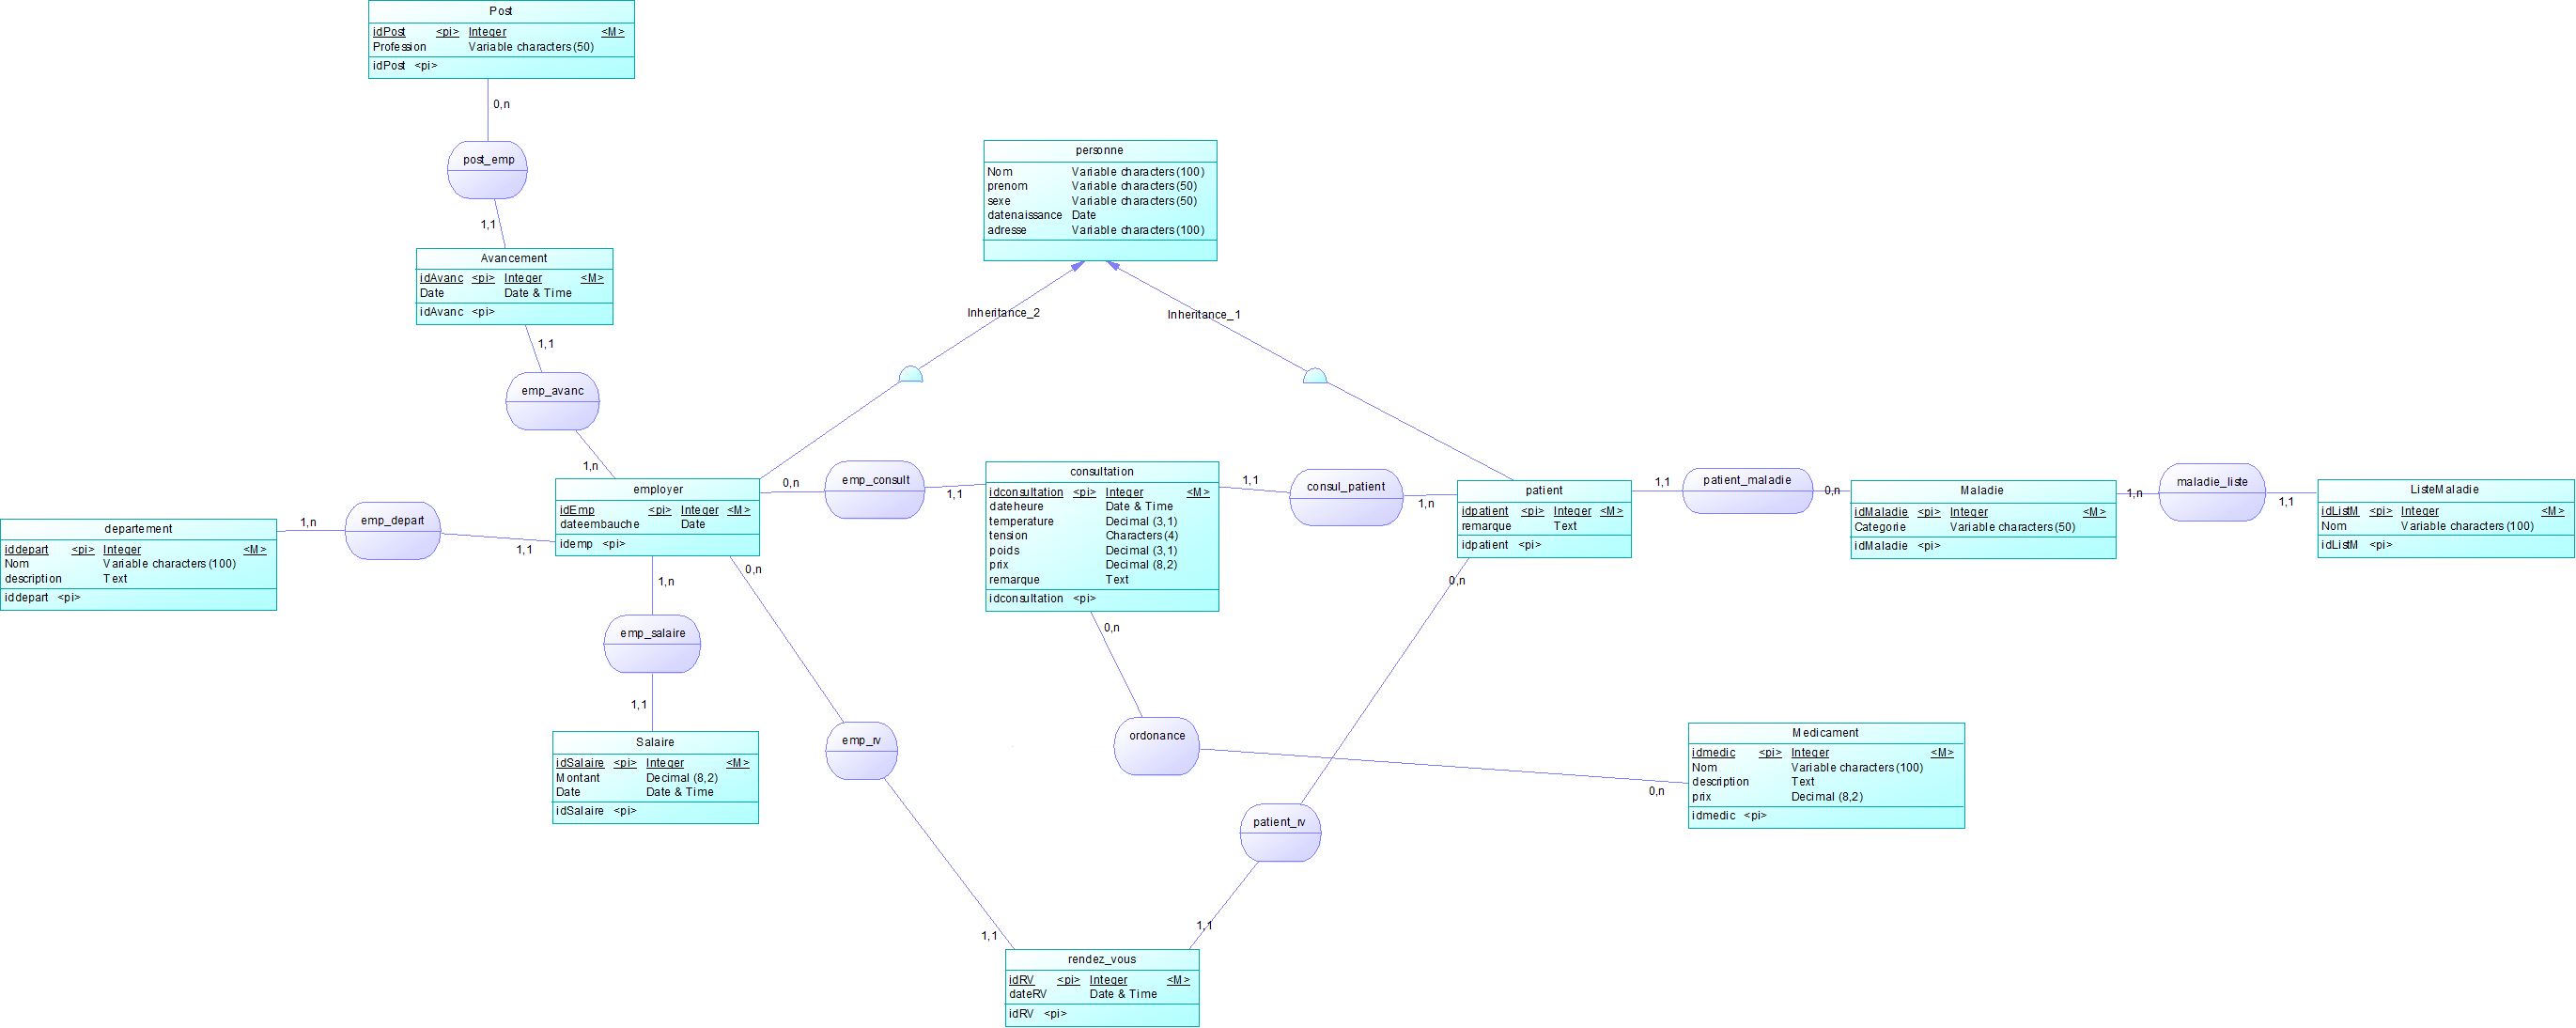 Post
idPost <pi> Integer <M>
Profession Variable characters (50)
idPost <pi>
0,n
post_emp
1,1
Avancement
idAvanc <pi> Integer <M>
Date Date & Time
idAvanc <pi>
1,1
emp_avanc
1,n
personne
Nom Variable characters (100)
prenom Variable characters (50)
sexe Variable characters (50)
datenaissance Date
adresse Variable characters (100)
Inheritance_2
Inheritance_1
departement
iddepart <pi> Integer <M>
Nom Variable characters (100)
description Text
iddepart <pi>
1,n
emp_depart
1,1
employer
idEmp <pi> Integer <M>
dateembauche Date
idemp <pi>
0,n
emp_consult
1,1
consultation
idconsultation <pi> Integer <M>
dateheure Date & Time
temperature Decimal (3,1)
tension Characters (4)
poids Decimal (3,1)
prix Decimal (8,2)
remarque Text
idconsultation <pi>
1,1
consul_patient
1,n
patient
idpatient <pi> Integer <M>
remarque Text
idpatient <pi>
1,1
patient_maladie
0,n
Maladie
idMaladie <pi> Integer <M>
Categorie Variable characters (50)
idMaladie <pi>
1,n
maladie_liste
1,1
ListeMaladie
idListM <pi> Integer <M>
Nom Variable characters (100)
idListM <pi>
1,n
emp_salaire
1,1
Salaire
idSalaire <pi> Integer <M>
Montant Decimal (8,2)
Date Date & Time
idSalaire <pi>
0,n
emp_rv
1,1
0,n
ordonance
0,n
Medicament
idmedic <pi> Integer <M>
Nom Variable characters (100)
description Text
prix Decimal (8,2)
idmedic <pi>
0,n
patient_rv
1,1
rendez_vous
idRV <pi> Integer <M>
dateRV Date & Time
idRV <pi>